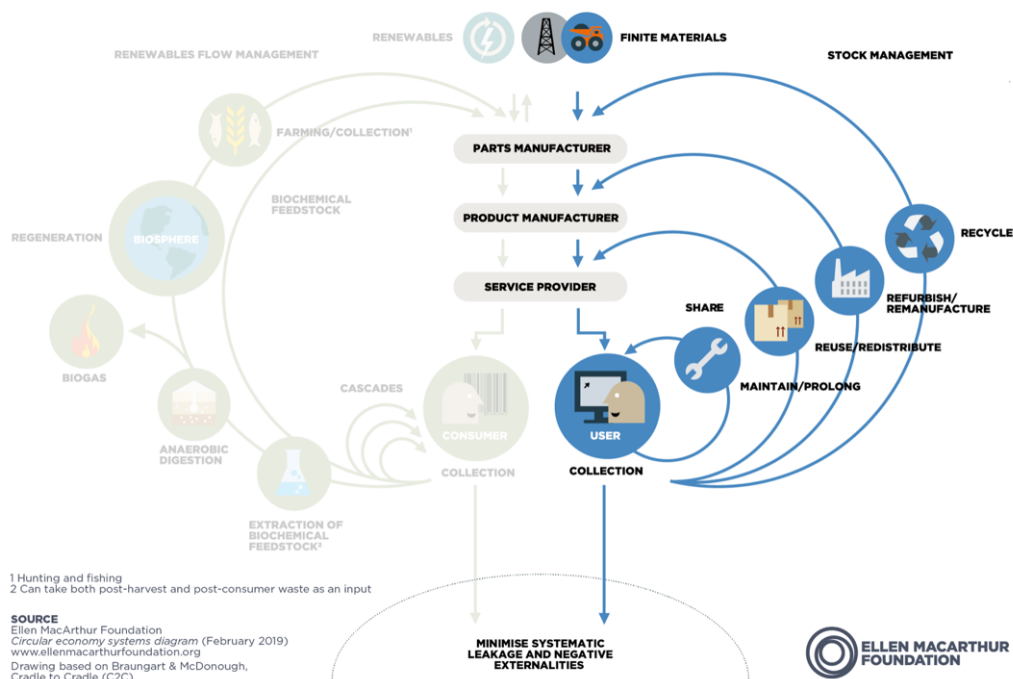 RENEWABLES
FINITE MATERIALS
RENEWABLES FLOW MANAGEMENT
STOCK MANAGEMENT
FARMING/COLLECTION¹
PARTS MANUFACTURER
BIOCHEMICAL
FEEDSTOCK
PRODUCT MANUFACTURER
REGENERATION
BIOSPHERE
RECYCLE
SERVICE PROVIDER
SHARE
REFURBISH/
REMANUFACTURE
REUSE/REDISTRIBUTE
BIOGAS
CASCADES
MAINTAIN/PROLONG
CONSUMER
USER
ANAEROBIC
DIGESTION
COLLECTION
COLLECTION
EXTRACTION OF
BIOCHEMICAL
FEEDSTOCK²
1 Hunting and fishing
2 Can take both post-harvest and post-consumer waste as an input
SOURCE
Ellen MacArthur Foundation
Circular economy systems diagram (February 2019)
www.ellenmacarthurfoundation.org
Drawing based on Braungart & McDonough,
Cradle to Cradle (C2C)
MINIMISE SYSTEMATIC
LEAKAGE AND NEGATIVE
EXTERNALITIES
ELLEN MACARTHUR
FOUNDATION